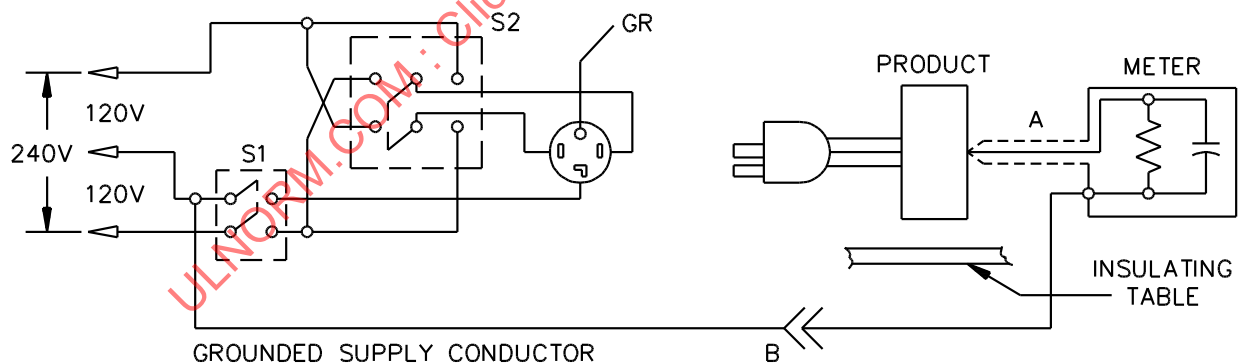 S2
GR
PRODUCT
METER
120V
A
240V
S1
120V
INSULATING
TABLE
GROUNDED SUPPLY CONDUCTOR
B
ULNORM.COM : Clic